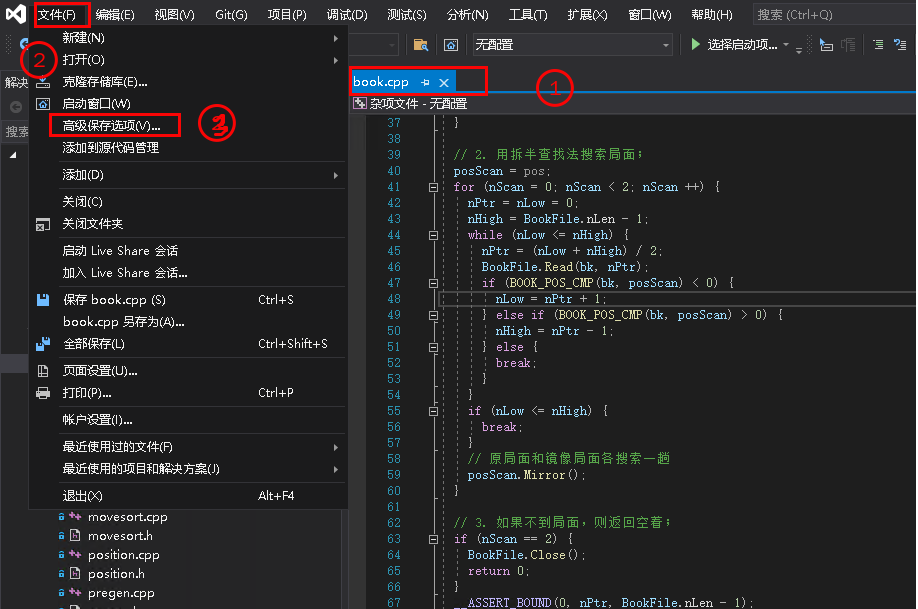 文件(F) 编辑(E) 视图(V) Git(G) 项目(P) 调试(D) 测试(S) 分析(N) 工具(T) 扩展(X) 窗口(W) 帮助(H) 搜索 (Ctrl+Q)
无配置 选择启动项...
新建(N)
② 打开(O)
克隆存储库(E)...
启动窗口(W)
高级保存选项(V)...
添加到源代码管理
添加(D)
关闭(C)
关闭文件夹
启动 Live Share 会话
加入 Live Share 会话...
保存 book.cpp (S) Ctrl+S
book.cpp 另存为(A)...
全部保存(L) Ctrl+Shift+S
页面设置(U)...
打印(P)... Ctrl+P
帐户设置(I)...
最近使用过的文件(F)
最近使用的项目和解决方案(J)
退出(X) Alt+F4
解决
搜索
movesort.cpp
movesort.h
position.cpp
position.h
pregen.cpp
book.cpp ①
杂项文件 - 无配置
37 }
38
39 // 2. 用拆半查找法搜索局面；
40 posScan = pos;
41 for (nScan = 0; nScan < 2; nScan ++) {
42 nPtr = nLow = 0;
43 nHigh = BookFile.nLen - 1;
44 while (nLow <= nHigh) {
45 nPtr = (nLow + nHigh) / 2;
46 BookFile.Read(bk, nPtr);
47 if (BOOK_POS_CMP(bk, posScan) < 0) {
48 nLow = nPtr + 1;
49 } else if (BOOK_POS_CMP(bk, posScan) > 0) {
50 nHigh = nPtr - 1;
51 } else {
52 break;
53 }
54 }
55 if (nLow <= nHigh) {
56 break;
57 }
58 // 原局面和镜像局面各搜索一趟
59 posScan.Mirror();
60 }
61
62 // 3. 如果不到局面，则返回空着；
63 if (nScan == 2) {
64 BookFile.Close();
65 return 0;
66 }
67 __ASSERT_BOUND(0, nPtr, BookFile.nLen - 1);